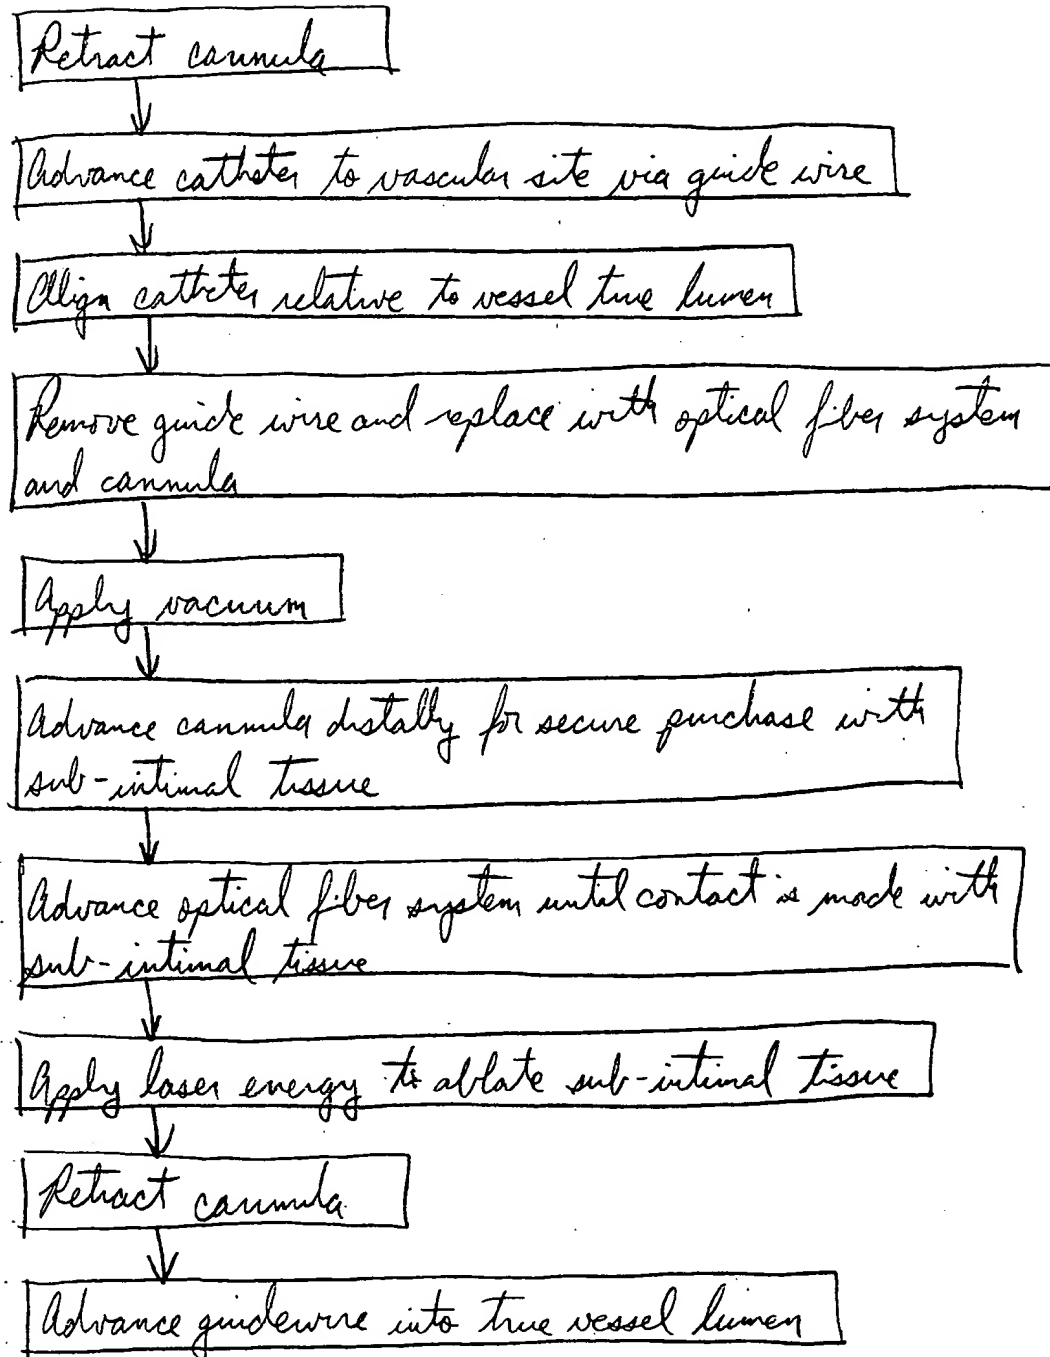 Retract cannula
Advance catheter to vascular site via guide wire
Align catheter relative to vessel true lumen
Remove guide wire and replace with optical fiber system
and cannula
Apply vacuum
Advance cannula distally for secure purchase with
sub-intimal tissue
Advance optical fiber system until contact is made with
sub-intimal tissue
Apply laser energy to ablate sub-intimal tissue
Retract cannula
Advance guidewire into true vessel lumen